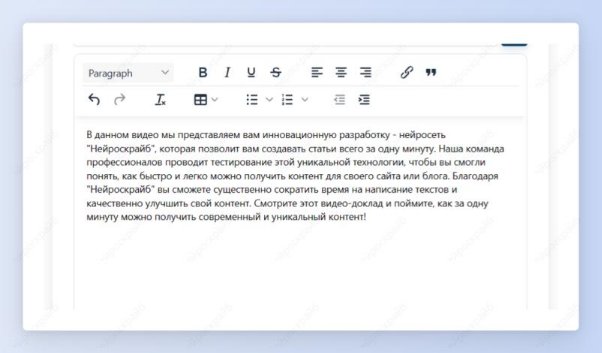 Paragraph B I U S
В данном видео мы представляем вам инновационную разработку - нейросеть
"Нейроскрайб", которая позволит вам создавать статьи всего за одну минуту. Наша команда
профессионалов проводит тестирование этой уникальной технологии, чтобы вы смогли
понять, как быстро и легко можно получить контент для своего сайта или блога. Благодаря
"Нейроскрайб" вы сможете существенно сократить время на написание текстов и
качественно улучшить свой контент. Смотрите этот видео-доклад и поймите, как за одну
минуту можно получить современный и уникальный контент!